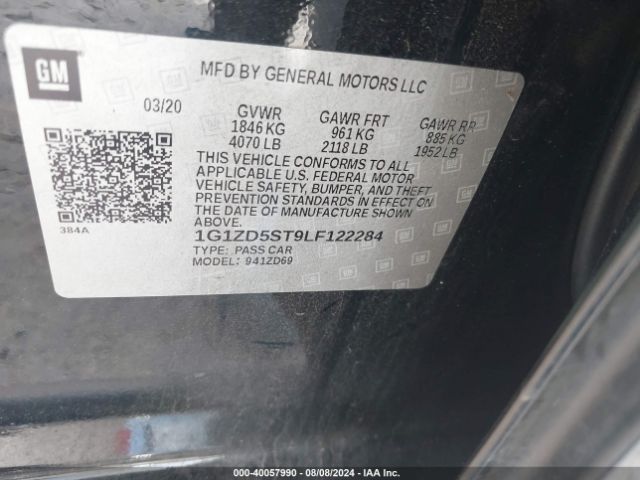 GM
MFD BY GENERAL MOTORS LLC
03/20
GVWR
1846 KG
4070 LB
GAWR FRT
961 KG
2118 LB
GAWR RR
885 KG
1952 LB
THIS VEHICLE CONFORMS TO ALL
APPLICABLE U.S. FEDERAL MOTOR
VEHICLE SAFETY, BUMPER, AND THEFT
PREVENTION STANDARDS IN EFFECT ON
THE DATE OF MANUFACTURE SHOWN
ABOVE.
384A
1G1ZD5ST9LF122284
TYPE: PASS CAR
MODEL: 941ZD69
000-40057990 - 08/08/2024 - IAA Inc.